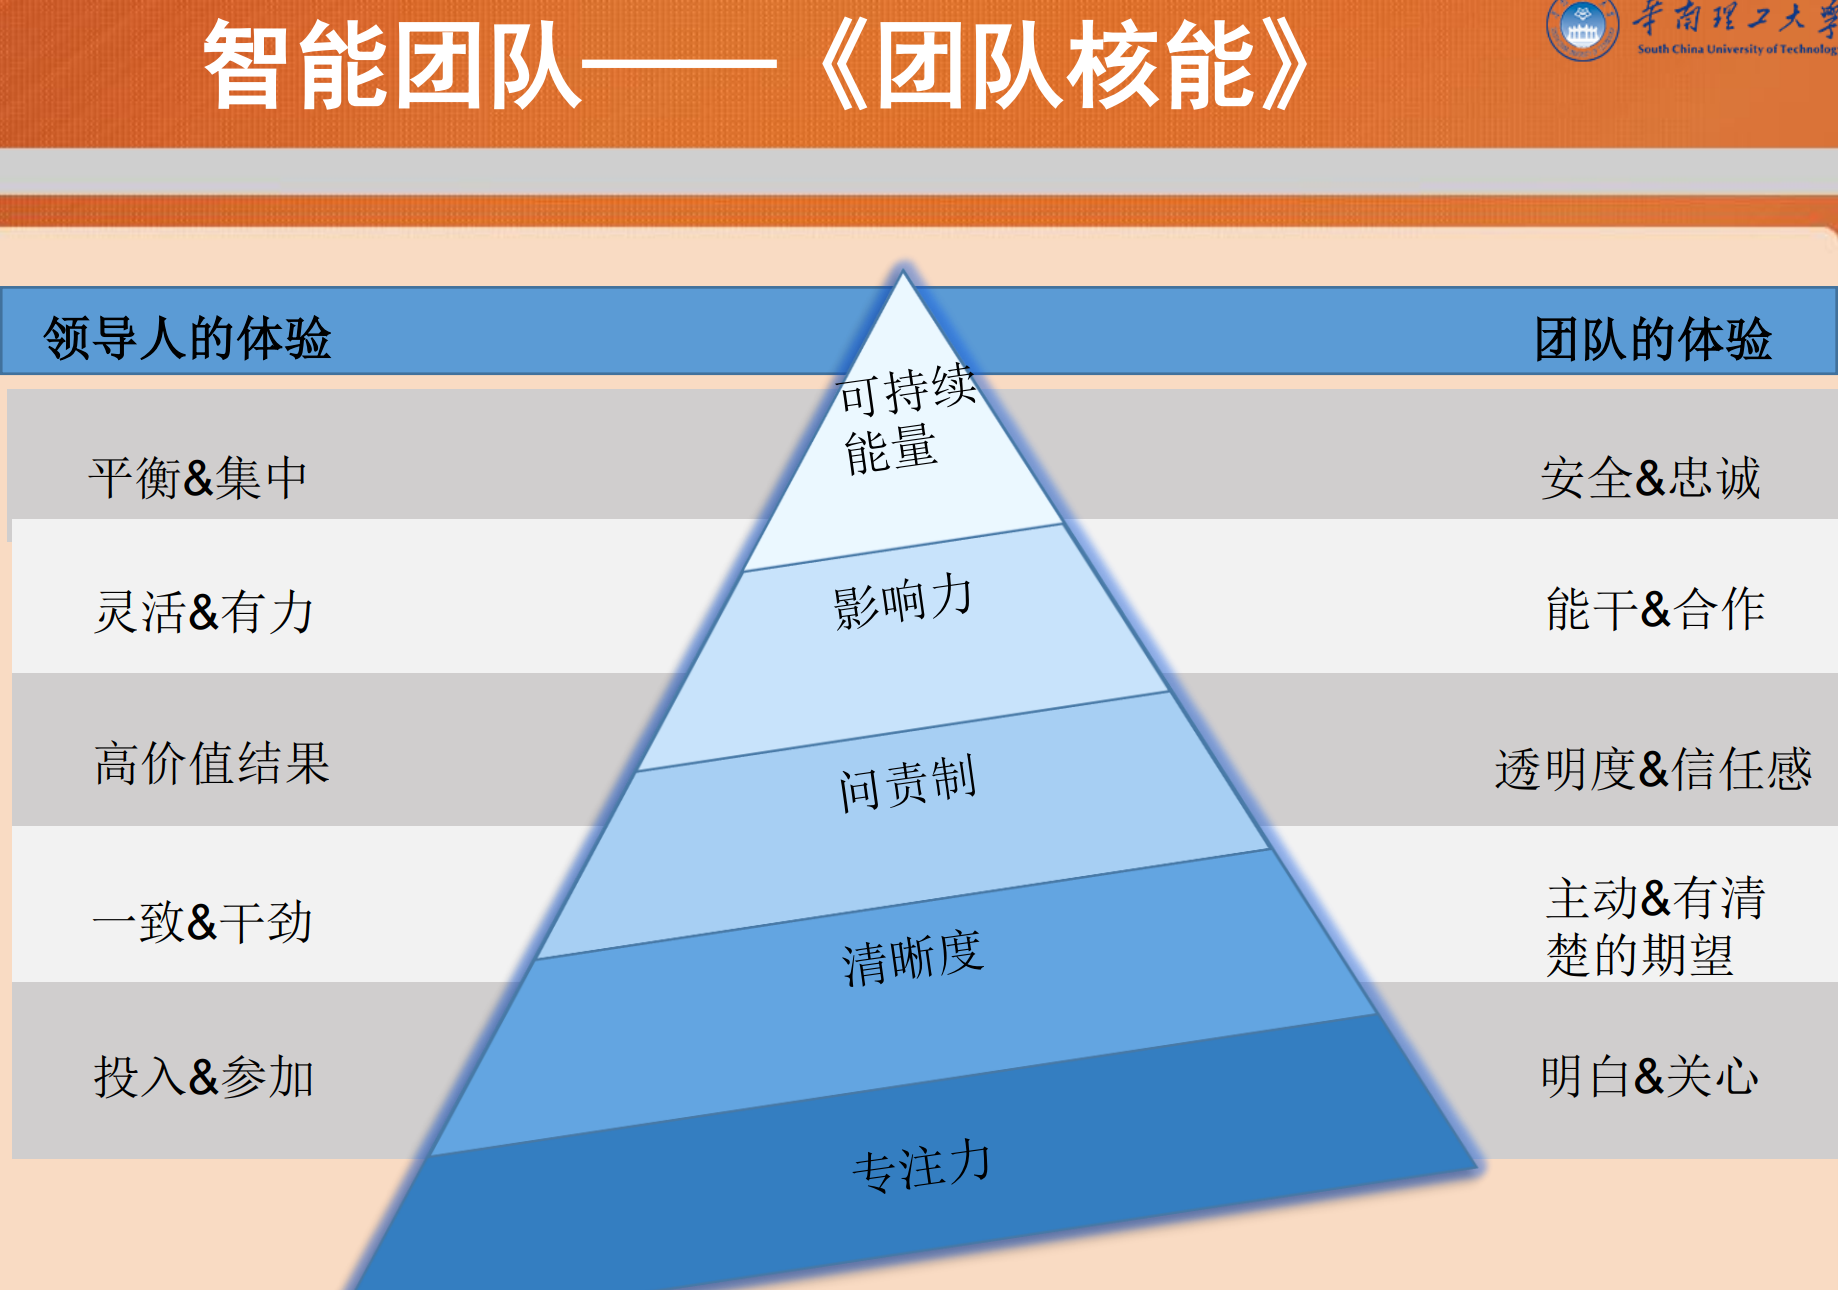 智能团队——《团队核能》
华南理工大学
South China University of Technolog
领导人的体验
团队的体验
可持续
能量
平衡&集中
安全&忠诚
影响力
灵活&有力
能干&合作
问责制
高价值结果
透明度&信任感
清晰度
一致&干劲
主动&有清
楚的期望
投入&参加
明白&关心
专注力